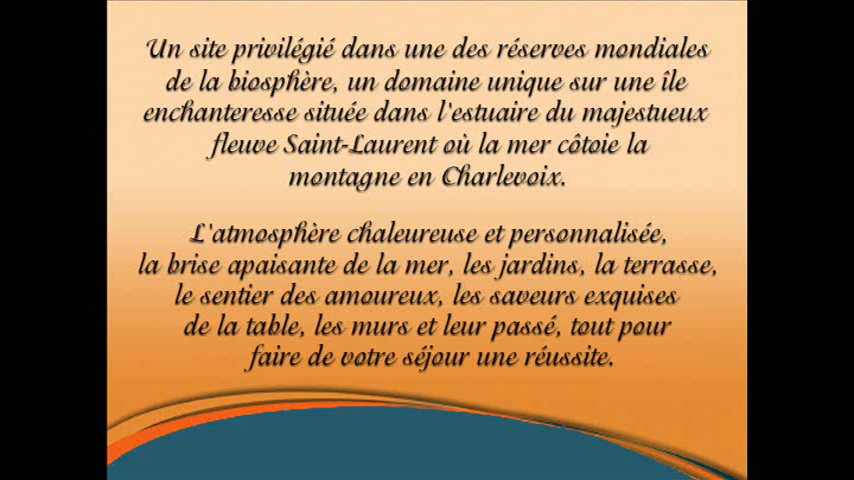 Un site privilégié dans une des réserves mondiales
de la biosphère, un domaine unique sur une île
enchanteresse située dans l'estuaire du majestueux
fleuve Saint-Laurent où la mer côtoie la
montagne en Charlevoix.
L'atmosphère chaleureuse et personnalisée,
la brise apaisante de la mer, les jardins, la terrasse,
le sentier des amoureux, les saveurs exquises
de la table, les murs et leur passé, tout pour
faire de votre séjour une réussite.